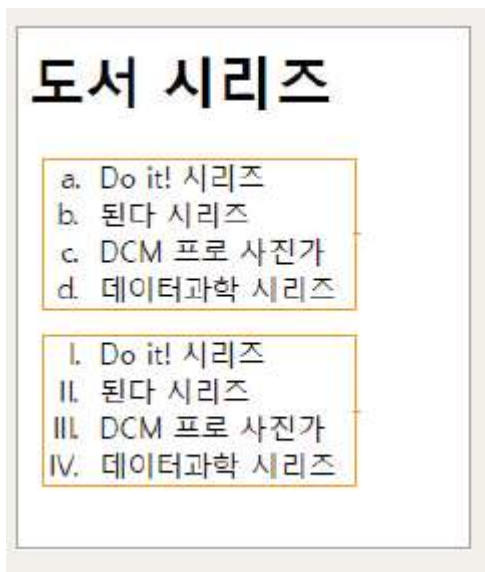 도서 시리즈
a. Do it! 시리즈
b. 된다 시리즈
c. DCM 프로 사진가
d. 데이터과학 시리즈
I. Do it! 시리즈
II. 된다 시리즈
III. DCM 프로 사진가
IV. 데이터과학 시리즈